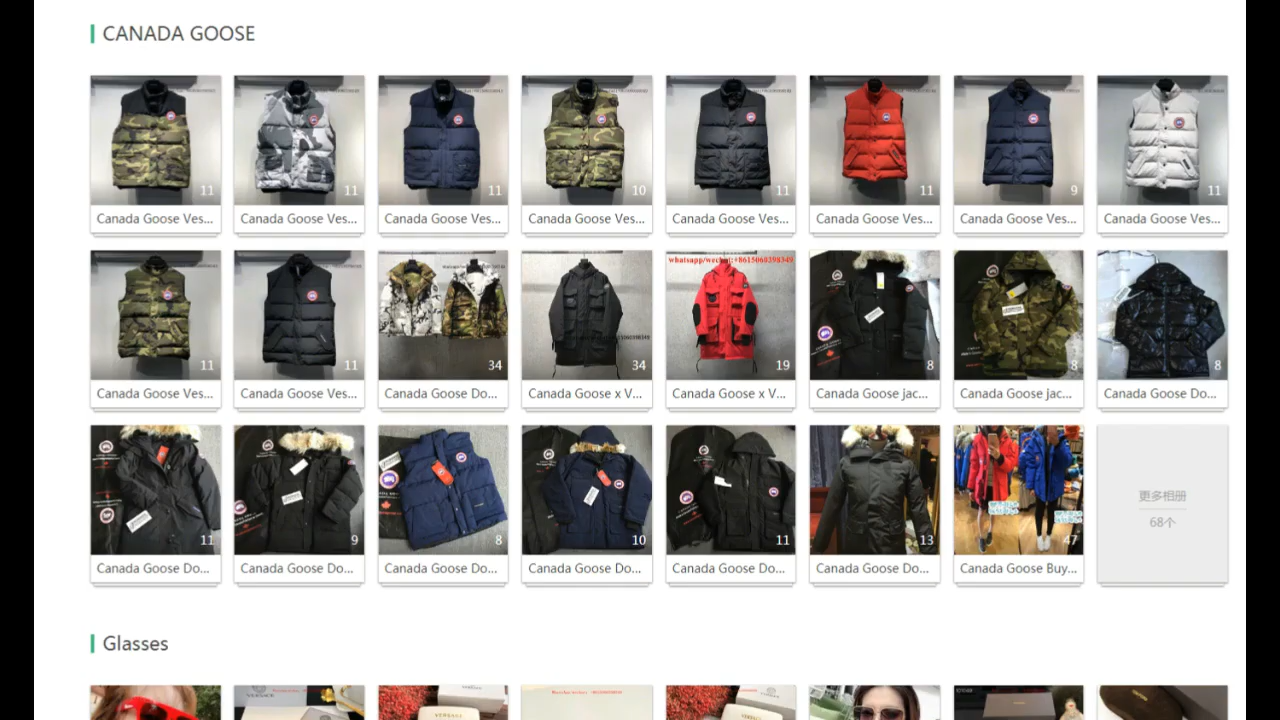 CANADA GOOSE
11
11
11
10
11
11
9
11
Canada Goose Ves...
Canada Goose Ves...
Canada Goose Ves...
Canada Goose Ves...
Canada Goose Ves...
Canada Goose Ves...
Canada Goose Ves...
Canada Goose Ves...
whatsapp/wechat:+8615060398349
11
11
34
34
19
8
8
8
Canada Goose Ves...
Canada Goose Ves...
Canada Goose Do...
Canada Goose x V...
Canada Goose x V...
Canada Goose jac...
Canada Goose jac...
Canada Goose Do...
更多相册
68个
11
9
8
10
11
13
47
Canada Goose Do...
Canada Goose Do...
Canada Goose Do...
Canada Goose Do...
Canada Goose Do...
Canada Goose Do...
Canada Goose Buy...
Glasses